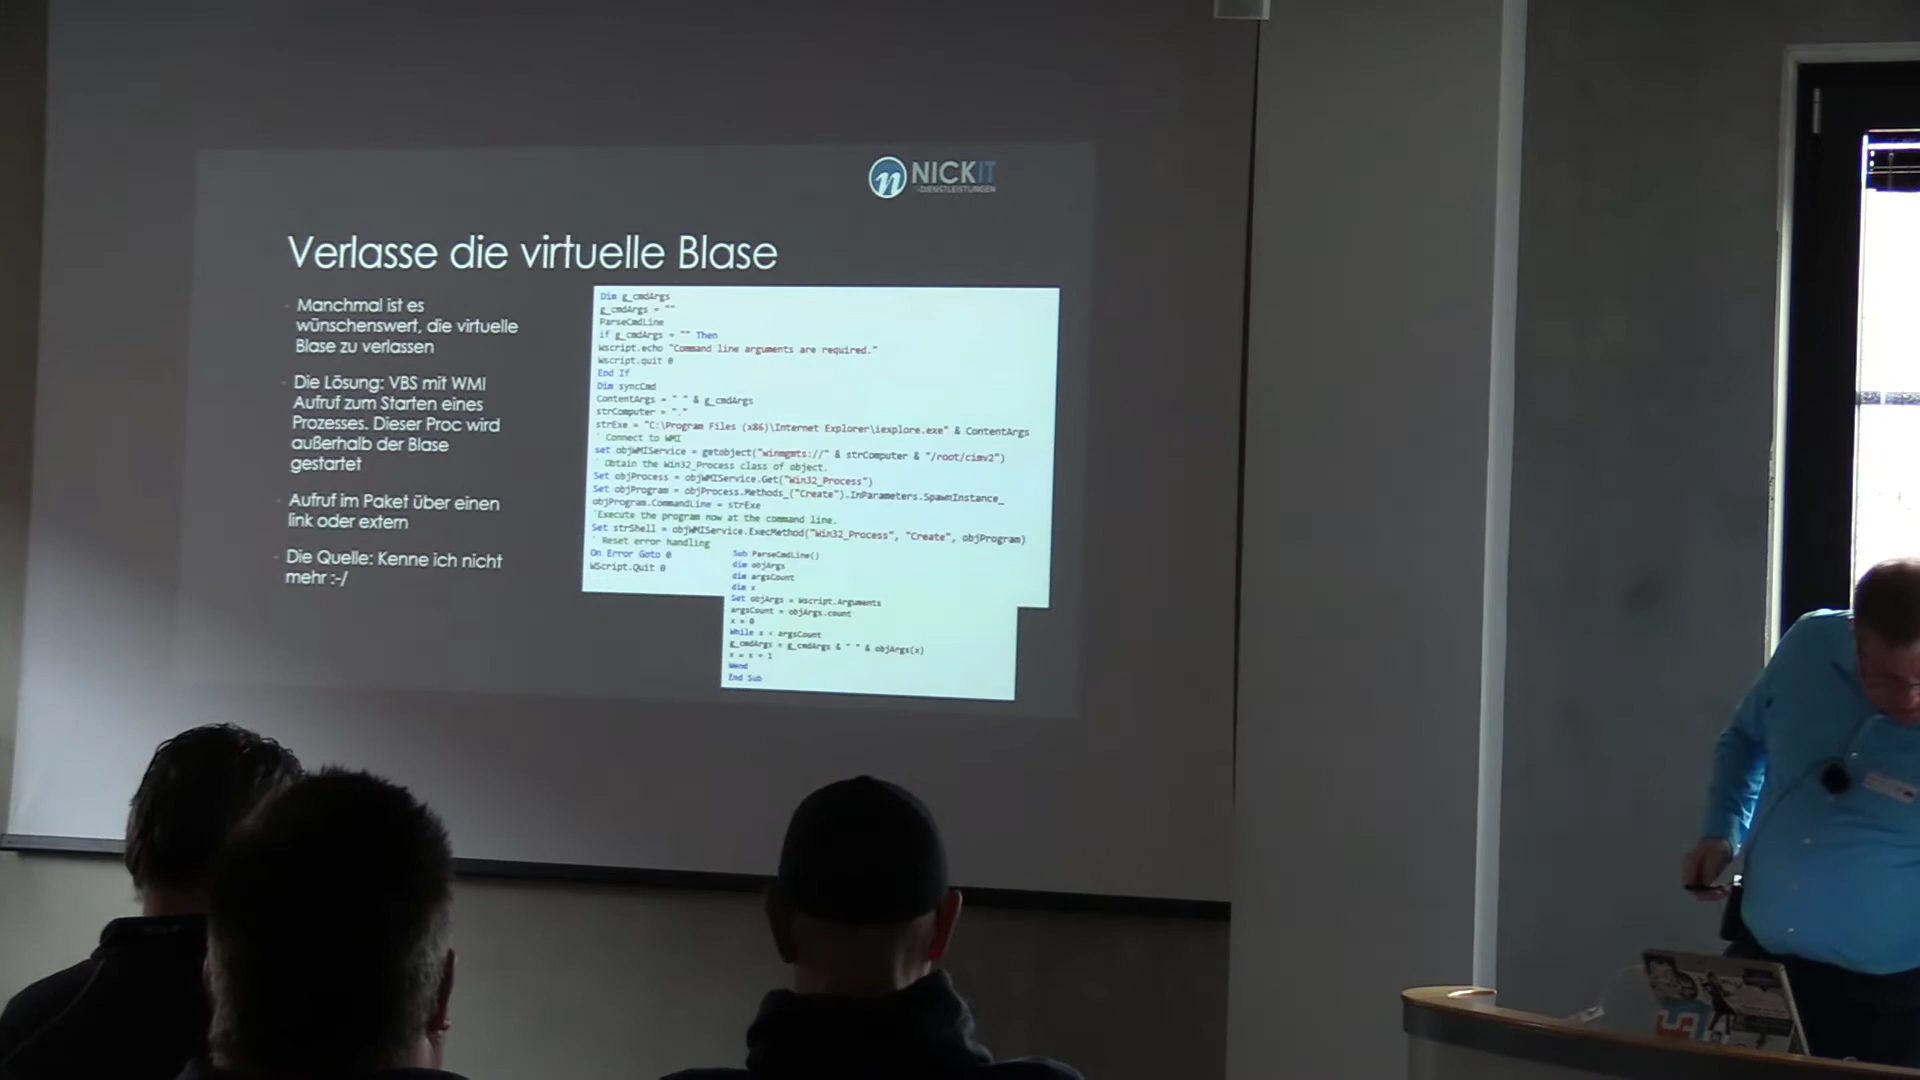 NICKIT
-DIENSTLEISTUNGEN
Verlasse die virtuelle Blase
- Manchmal ist es
wünschenswert, die virtuelle
Blase zu verlassen
- Die Lösung: VBS mit WMI
Aufruf zum Starten eines
Prozesses. Dieser Proc wird
außerhalb der Blase
gestartet
- Aufruf im Paket über einen
link oder extern
- Die Quelle: Kenne ich nicht
mehr :-/
Dim g_cmdArgs
g_cmdArgs = ""
ParseCmdLine
if g_cmdArgs = "" Then
Wscript.echo "Command line arguments are required."
Wscript.quit 0
End If
Dim syncCmd
ContentArgs = " " & g_cmdArgs
strComputer = "."
strExe = "C:\Program Files (x86)\Internet Explorer\iexplore.exe" & ContentArgs
' Connect to WMI
set objWMIService = getobject("winmgmts://" & strComputer & "/root/cimv2")
' Obtain the Win32_Process class of object.
Set objProcess = objWMIService.Get("Win32_Process")
Set objProgram = objProcess.Methods_("Create").InParameters.SpawnInstance_
objProgram.CommandLine = strExe
'Execute the program now at the command line.
Set strShell = objWMIService.ExecMethod("Win32_Process", "Create", objProgram)
' Reset error handling
On Error Goto 0
WScript.Quit 0
Sub ParseCmdLine()
dim objArgs
dim argsCount
dim x
Set objArgs = Wscript.Arguments
argsCount = objArgs.count
x = 0
While x < argsCount
g_cmdArgs = g_cmdArgs & " " & objArgs(x)
x = x + 1
Wend
End Sub